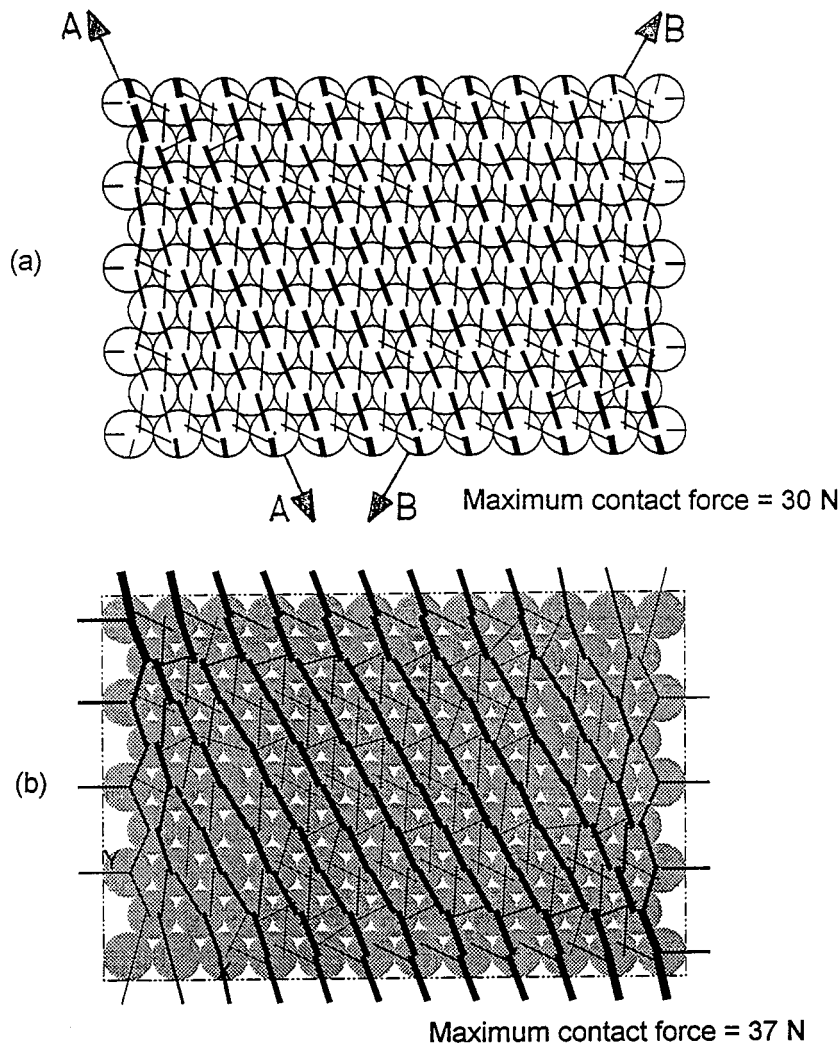 A
B
(a)
A
B
Maximum contact force = 30 N
(b)
Y
Maximum contact force = 37 N